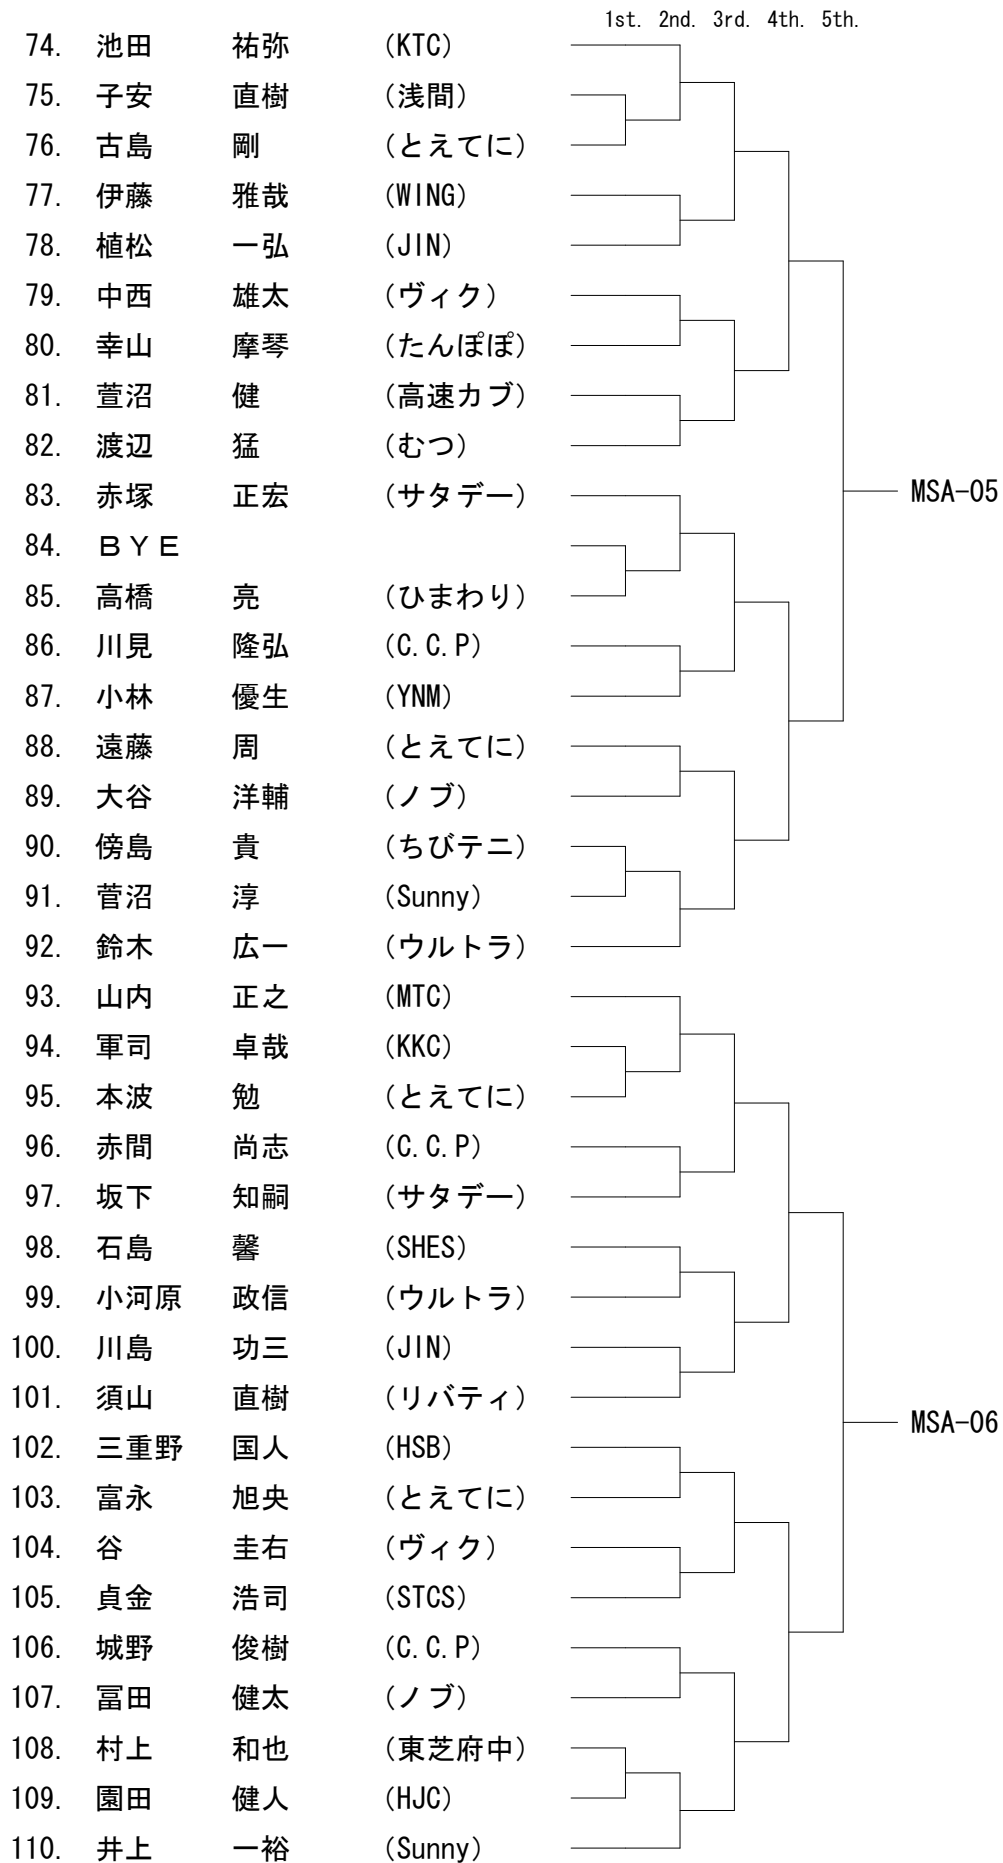 1st. 2nd. 3rd. 4th. 5th.
74. 池田 祐弥 (KTC)
75. 子安 直樹 (浅間)
76. 古島 剛 (とえてに)
77. 伊藤 雅哉 (WING)
78. 植松 一弘 (JIN)
79. 中西 雄太 (ヴィク)
80. 幸山 摩琴 (たんぽぽ)
81. 萱沼 健 (高速カブ)
82. 渡辺 猛 (むつ)
83. 赤塚 正宏 (サタデー)
MSA-05
84. ＢＹＥ
85. 高橋 亮 (ひまわり)
86. 川見 隆弘 (C.C.P)
87. 小林 優生 (YNM)
88. 遠藤 周 (とえてに)
89. 大谷 洋輔 (ノブ)
90. 傍島 貴 (ちびテニ)
91. 菅沼 淳 (Sunny)
92. 鈴木 広一 (ウルトラ)
93. 山内 正之 (MTC)
94. 軍司 卓哉 (KKC)
95. 本波 勉 (とえてに)
96. 赤間 尚志 (C.C.P)
97. 坂下 知嗣 (サタデー)
98. 石島 馨 (SHES)
99. 小河原 政信 (ウルトラ)
100. 川島 功三 (JIN)
101. 須山 直樹 (リバティ)
MSA-06
102. 三重野 国人 (HSB)
103. 富永 旭央 (とえてに)
104. 谷 圭右 (ヴィク)
105. 貞金 浩司 (STCS)
106. 城野 俊樹 (C.C.P)
107. 冨田 健太 (ノブ)
108. 村上 和也 (東芝府中)
109. 園田 健人 (HJC)
110. 井上 一裕 (Sunny)